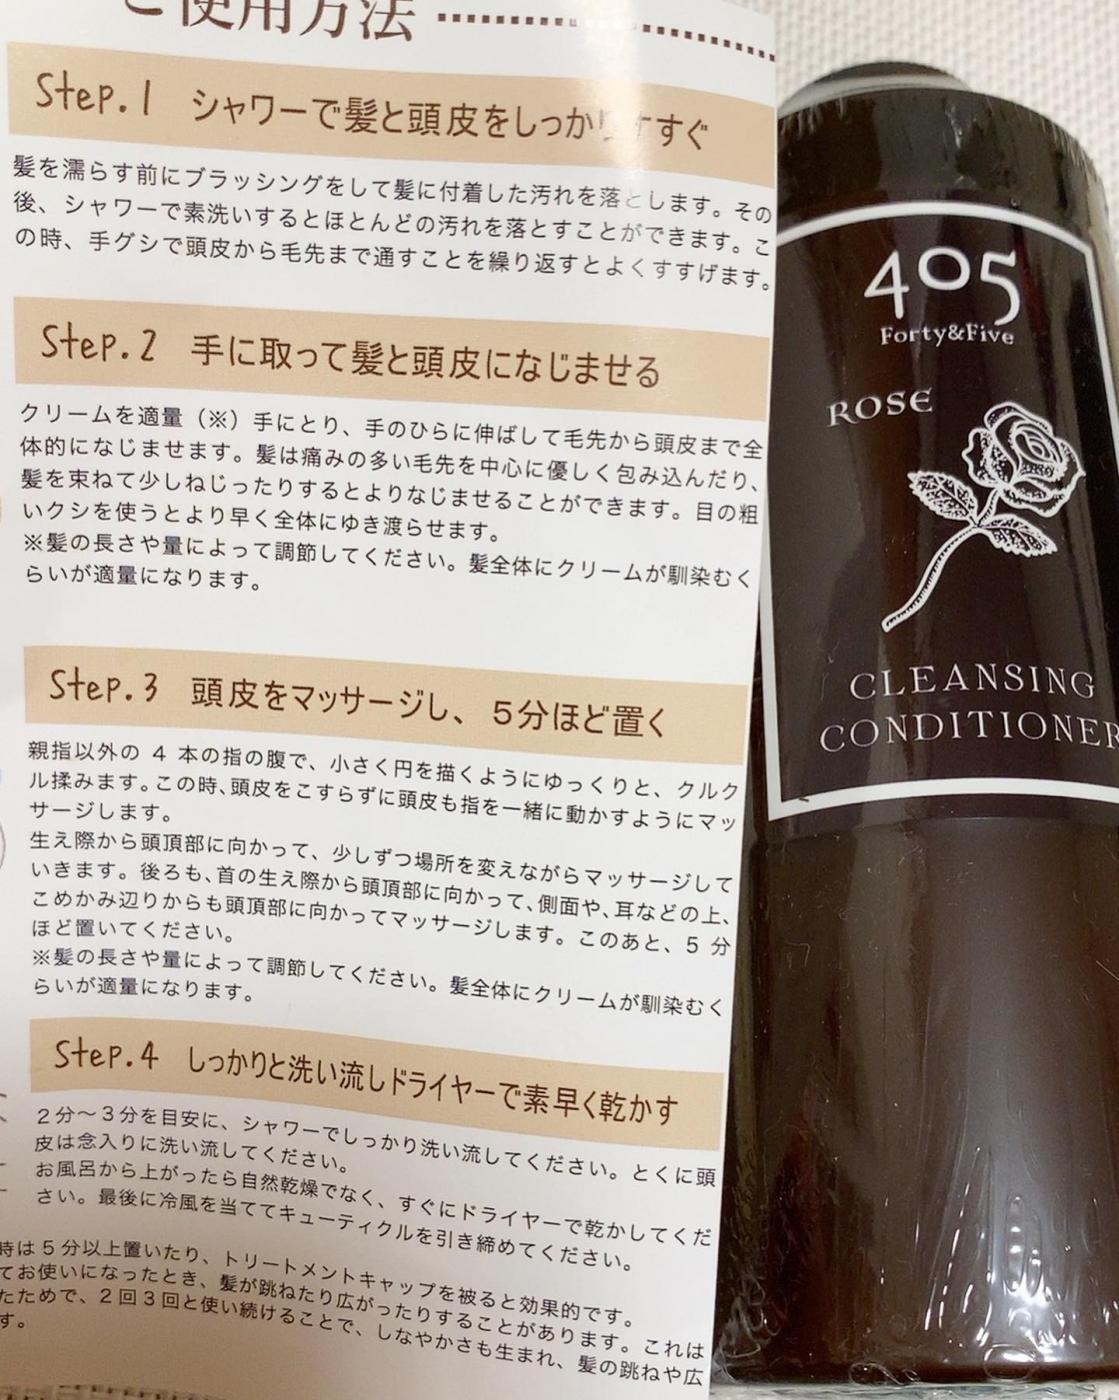 ご使用方法
Step.1 シャワーで髪と頭皮をしっかりすすぐ
髪を濡らす前にブラッシングをして髪に付着した汚れを落とします。その
後、シャワーで素洗いするとほとんどの汚れを落とすことができます。こ
の時、手グシで頭皮から毛先まで通すことを繰り返すとよくすすげます。
Step.2 手に取って髪と頭皮になじませる
クリームを適量（※）手にとり、手のひらに伸ばして毛先から頭皮まで全
体的になじませます。髪は痛みの多い毛先を中心に優しく包み込んだり、
髪を束ねて少しねじったりするとよりなじませることができます。目の粗
いクシを使うとより早く全体にゆき渡らせます。
※髪の長さや量によって調節してください。髪全体にクリームが馴染むく
らいが適量になります。
Step.3 頭皮をマッサージし、5分ほど置く
親指以外の 4 本の指の腹で、小さく円を描くようにゆっくりと、クルク
ル揉みます。この時、頭皮をこすらずに頭皮も指を一緒に動かすようにマッ
サージします。
生え際から頭頂部に向かって、少しずつ場所を変えながらマッサージして
いきます。後ろも、首の生え際から頭頂部に向かって、側面や、耳などの上、
こめかみ辺りからも頭頂部に向かってマッサージします。このあと、5 分
ほど置いてください。
※髪の長さや量によって調節してください。髪全体にクリームが馴染むく
らいが適量になります。
Step.4 しっかりと洗い流しドライヤーで素早く乾かす
2分〜3分を目安に、シャワーでしっかり洗い流してください。とくに頭
皮は念入りに洗い流してください。
お風呂から上がったら自然乾燥でなく、すぐにドライヤーで乾かしてくだ
さい。最後に冷風を当ててキューティクルを引き締めてください。
時は5分以上置いたり、トリートメントキャップを被ると効果的です。
てお使いになったとき、髪が跳ねたり広がったりすることがあります。これは
たためで、2回3回と使い続けることで、しなやかさも生まれ、髪の跳ねや広
す。
405
Forty&Five
ROSE
CLEANSING
CONDITIONER